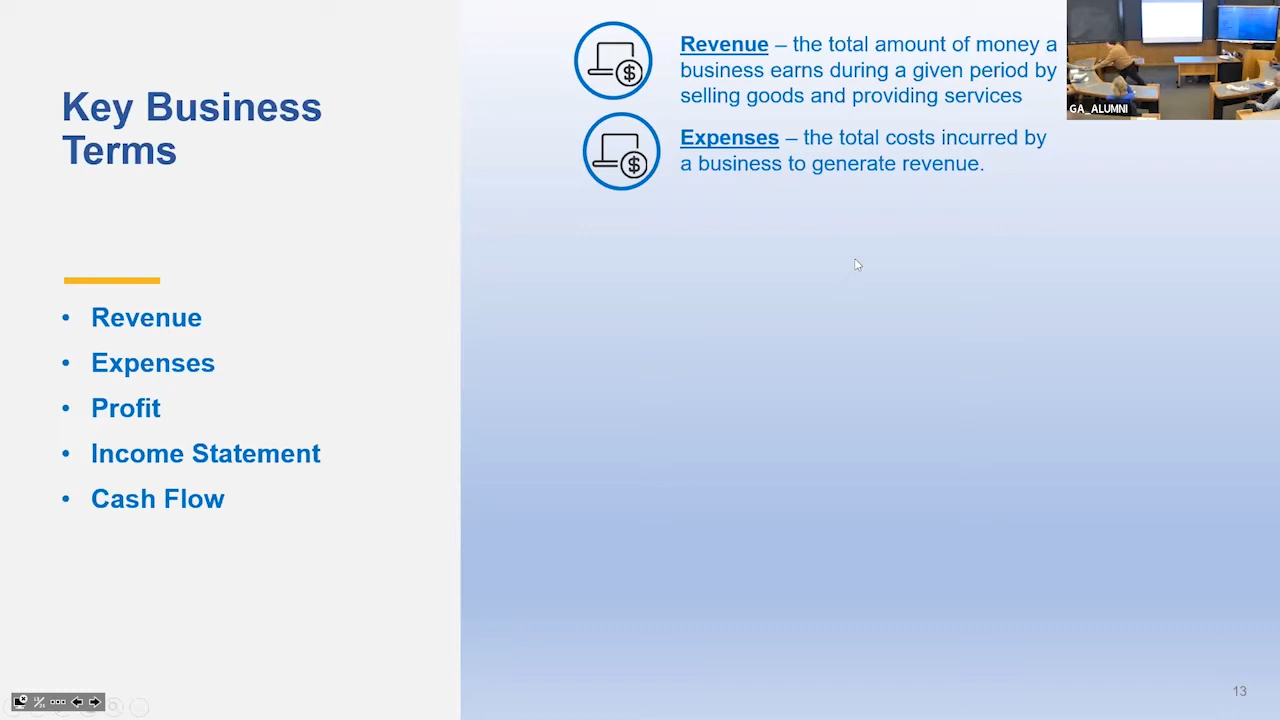 Key Business
Terms
• Revenue
• Expenses
• Profit
• Income Statement
• Cash Flow
Revenue – the total amount of money a
business earns during a given period by
selling goods and providing services
Expenses – the total costs incurred by
a business to generate revenue.
GA_ALUMNI
13